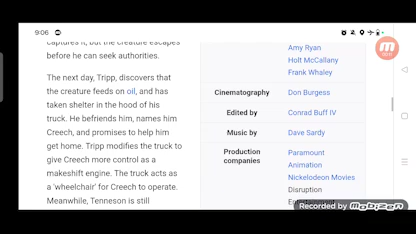 9:06
captures it, but the creature escapes
before he can seek authorities.
The next day, Tripp, discovers that
the creature feeds on oil, and has
taken shelter in the hood of his
truck. He befriends him, names him
Creech, and promises to help him
get home. Tripp modifies the truck to
give Creech more control as a
makeshift engine. The truck acts as
a 'wheelchair' for Creech to operate.
Meanwhile, Tenneson is still
Amy Ryan
Holt McCallany
Frank Whaley
Cinematography Don Burgess
Edited by Conrad Buff IV
Music by Dave Sardy
Production Paramount
companies Animation
Nickelodeon Movies
Disruption
Entertainment
Recorded by Mobizen